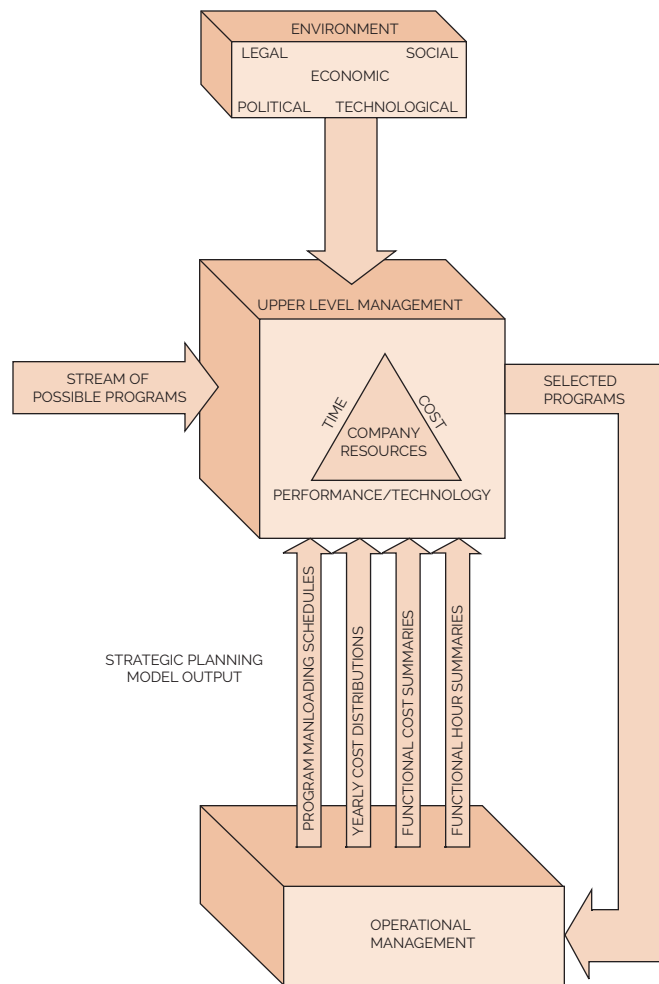 ENVIRONMENT
LEGAL SOCIAL
ECONOMIC
POLITICAL TECHNOLOGICAL
UPPER LEVEL MANAGEMENT
STREAM OF
POSSIBLE PROGRAMS
TIME
COST
COMPANY
RESOURCES
PERFORMANCE/TECHNOLOGY
SELECTED
PROGRAMS
STRATEGIC PLANNING
MODEL OUTPUT
PROGRAM MANLOADING SCHEDULES
YEARLY COST DISTRIBUTIONS
FUNCTIONAL COST SUMMARIES
FUNCTIONAL HOUR SUMMARIES
OPERATIONAL
MANAGEMENT